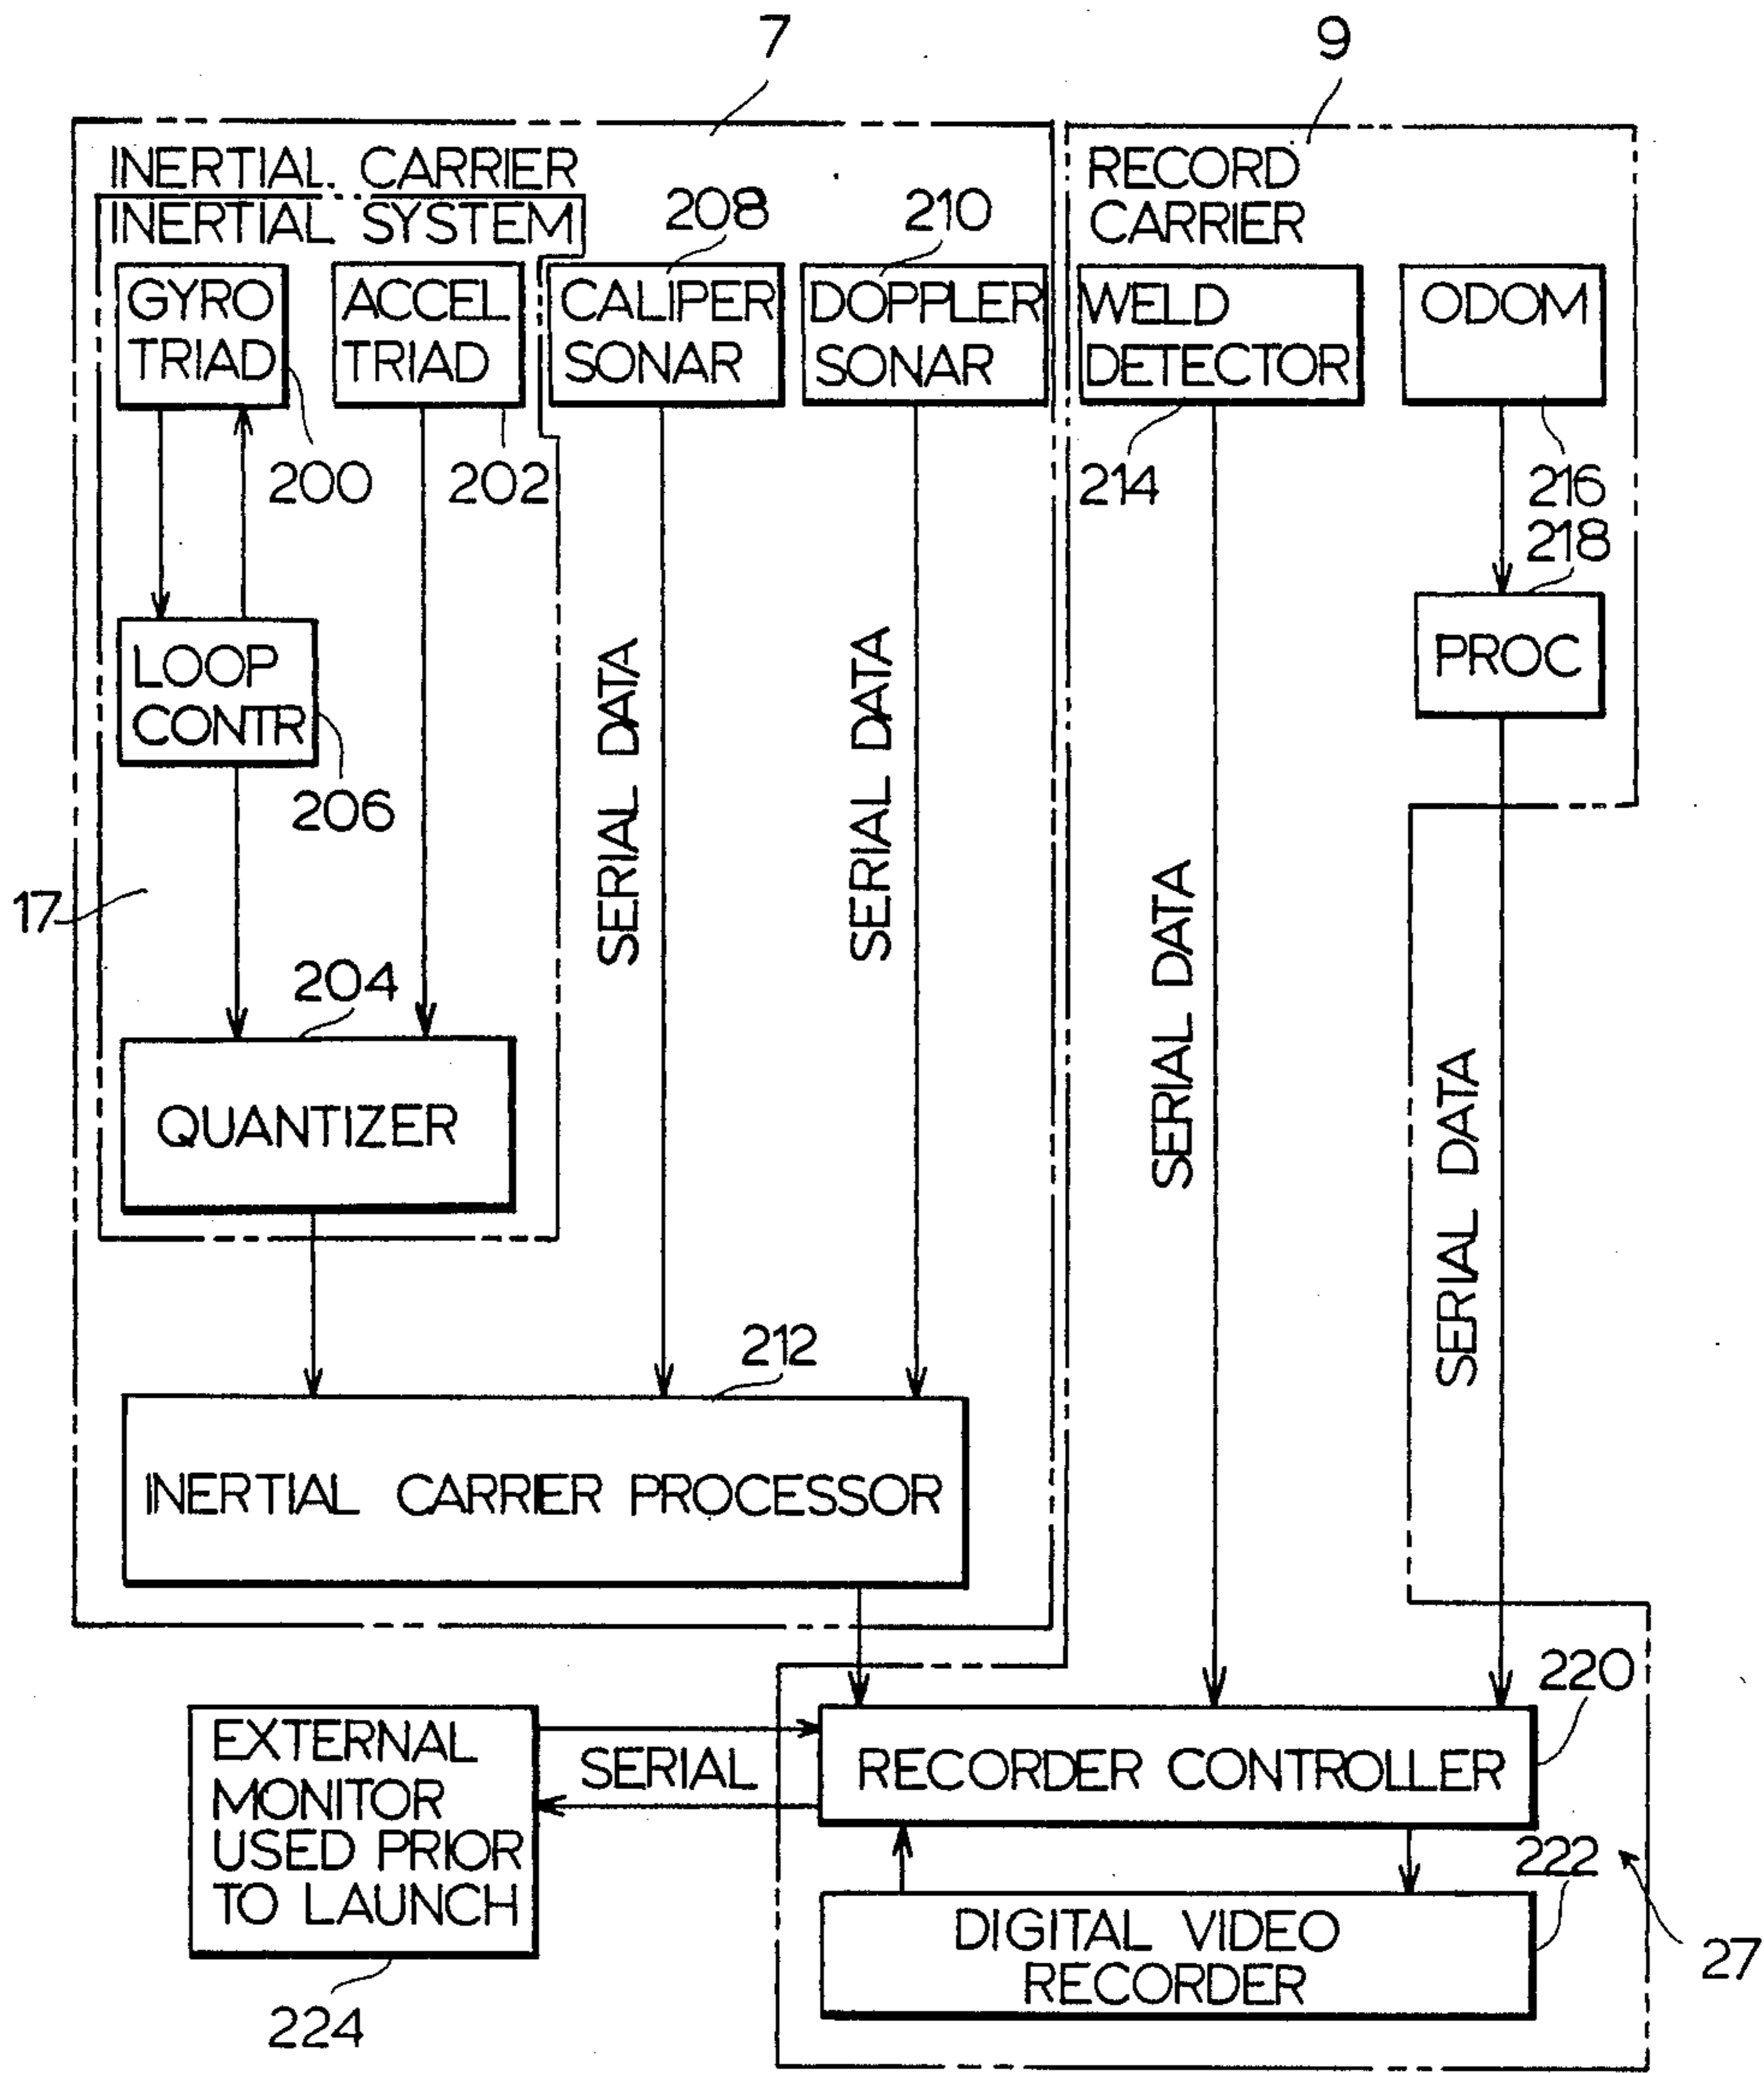 7
9
INERTIAL CARRIER
INERTIAL SYSTEM
208
210
RECORD
CARRIER
GYRO
TRIAD
ACCEL
TRIAD
CALIPER
SONAR
DOPPLER
SONAR
WELD
DETECTOR
ODOM
200
202
214
216
218
LOOP
CONTR
PROC
206
SERIAL DATA
SERIAL DATA
SERIAL DATA
SERIAL DATA
17
204
QUANTIZER
212
INERTIAL CARRIER PROCESSOR
220
EXTERNAL
MONITOR
USED PRIOR
TO LAUNCH
SERIAL
RECORDER CONTROLLER
222
DIGITAL VIDEO
RECORDER
27
224